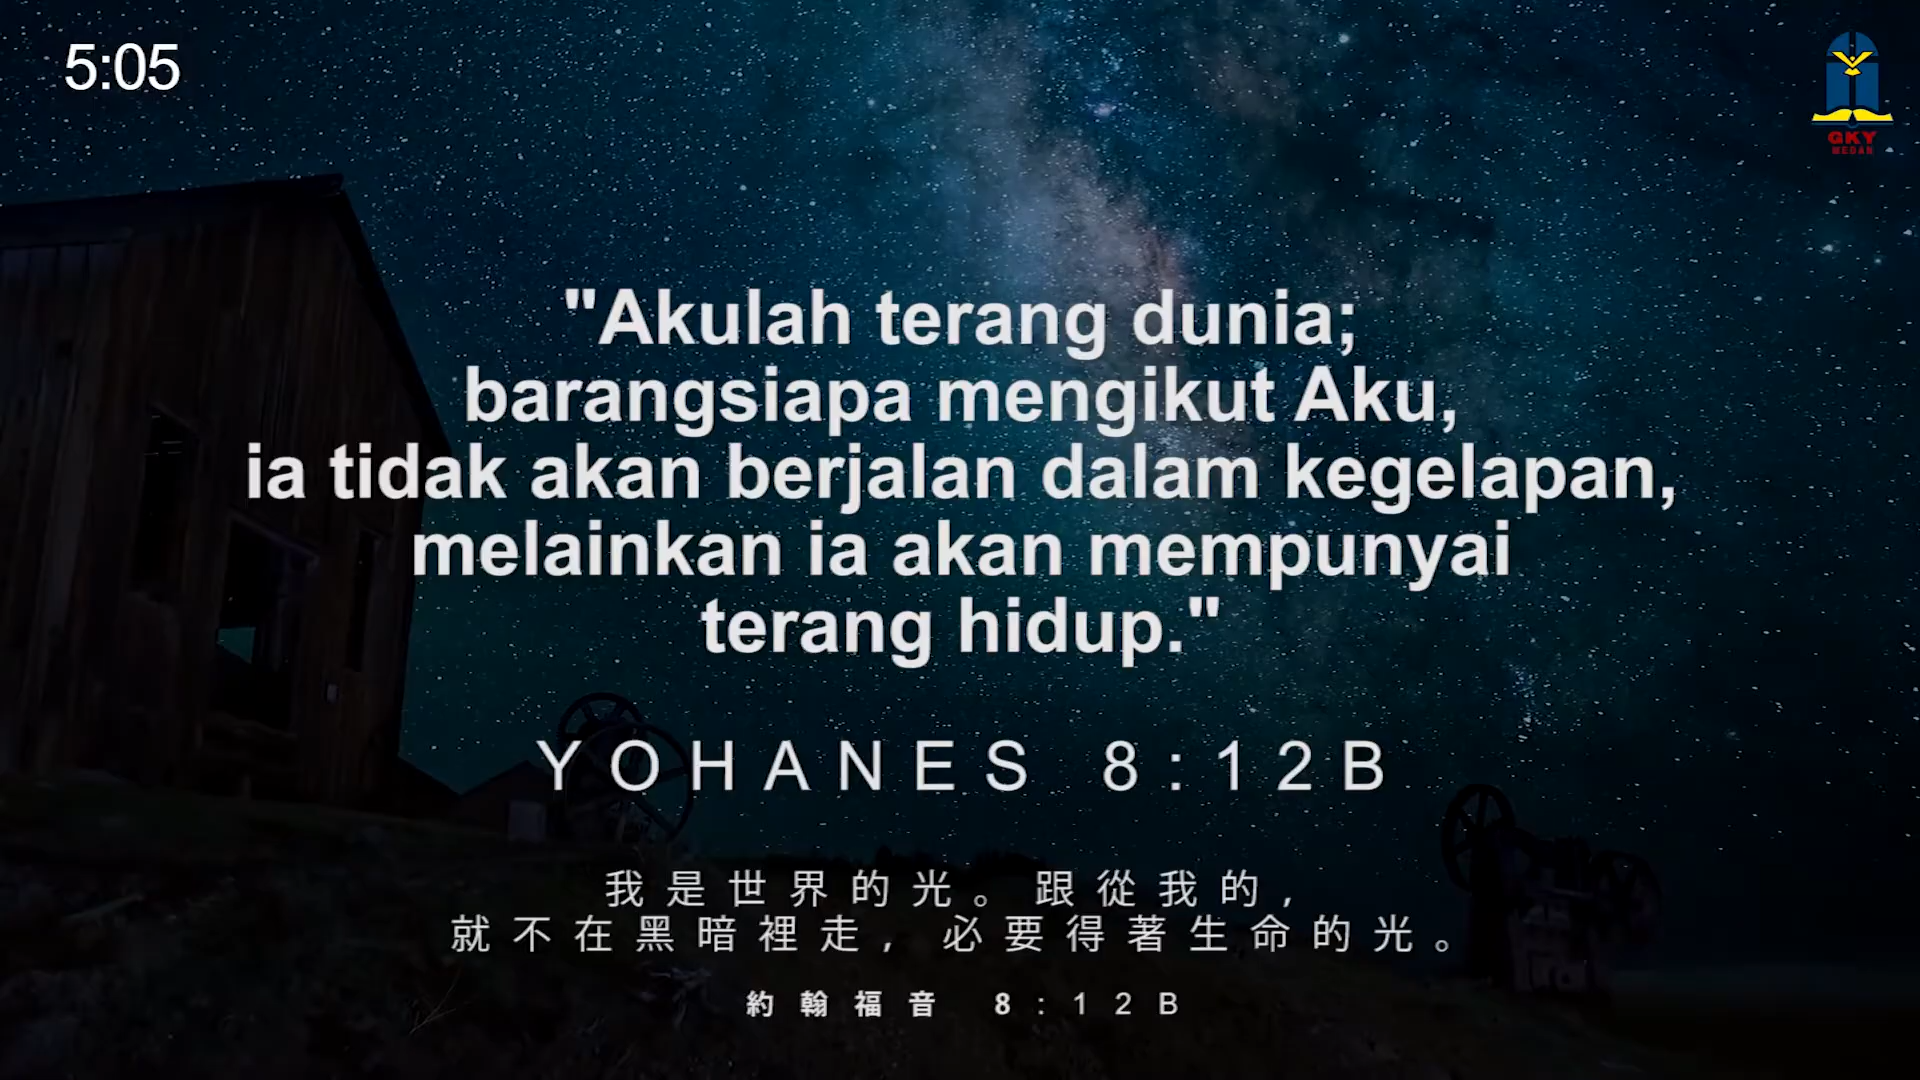 5:05
GKY
MEDAN
"Akulah terang dunia;
barangsiapa mengikut Aku,
ia tidak akan berjalan dalam kegelapan,
melainkan ia akan mempunyai
terang hidup."
YOHANES 8:12B
我是世界的光。跟從我的,
就不在黑暗裡走, 必要得著生命的光。
約翰福音 8:12B